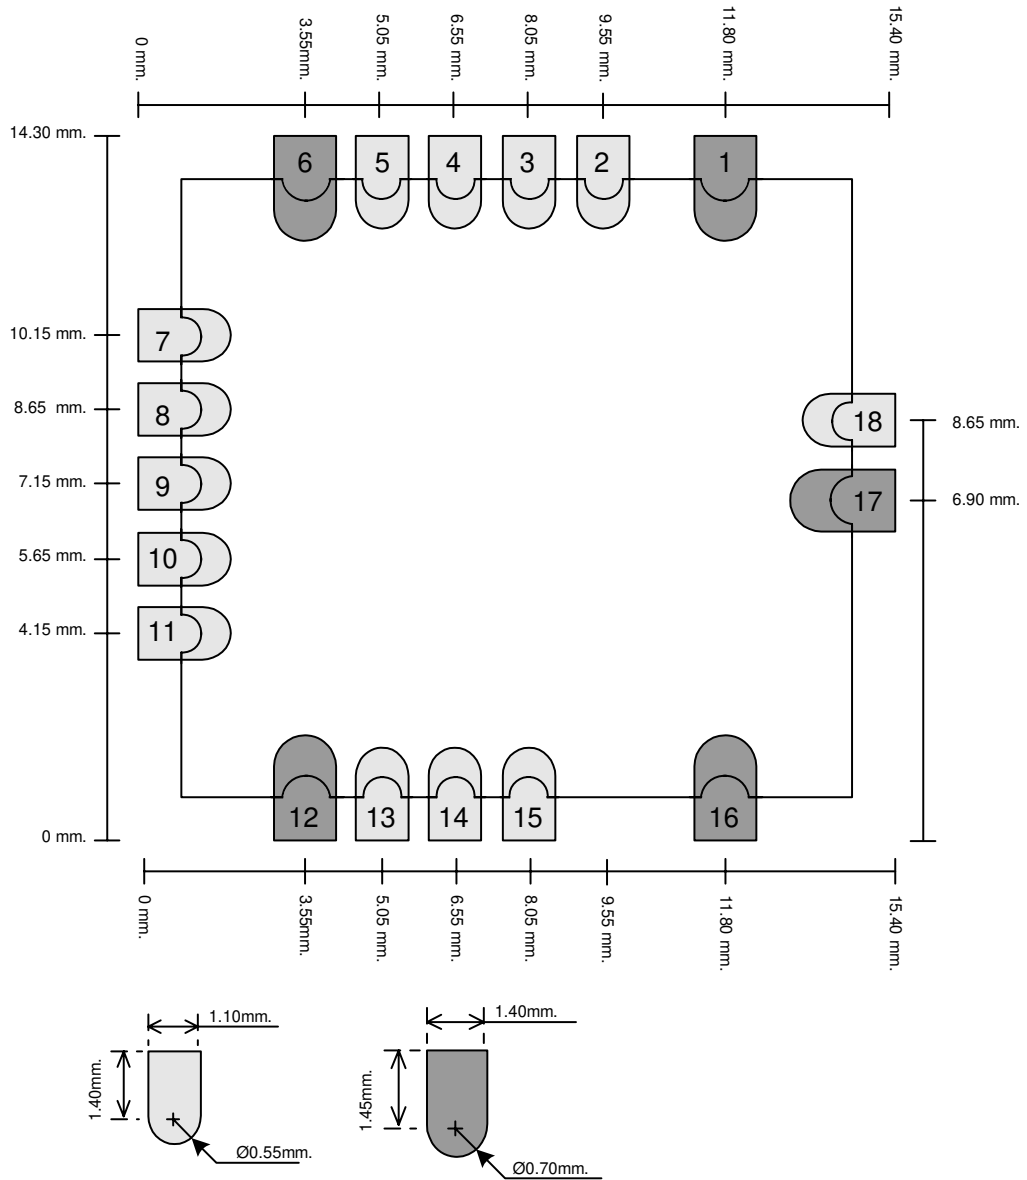 0 mm.
3.55mm.
5.05 mm.
6.55 mm.
8.05 mm.
9.55 mm.
11.80 mm.
15.40 mm.
14.30 mm.
6
5
4
3
2
1
10.15 mm.
7
8.65 mm.
8
18
8.65 mm.
7.15 mm.
9
17
6.90 mm.
5.65 mm.
10
4.15 mm.
11
12
13
14
15
16
0 mm.
0 mm.
3.55mm.
5.05 mm.
6.55 mm.
8.05 mm.
9.55 mm.
11.80 mm.
15.40 mm.
1.10mm.
1.40mm.
Ø0.55mm.
1.40mm.
1.45mm.
Ø0.70mm.